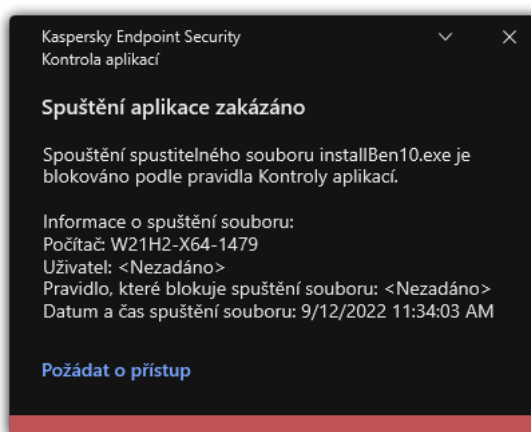 Kaspersky Endpoint Security
Kontrola aplikací
Spuštění aplikace zakázáno
Spouštění spustitelného souboru installBen10.exe je
blokováno podle pravidla Kontroly aplikací.
Informace o spuštění souboru:
Počítač: W21H2-X64-1479
Uživatel: <Nezadáno>
Pravidlo, které blokuje spuštění souboru: <Nezadáno>
Datum a čas spuštění souboru: 9/12/2022 11:34:03 AM
Požádat o přístup